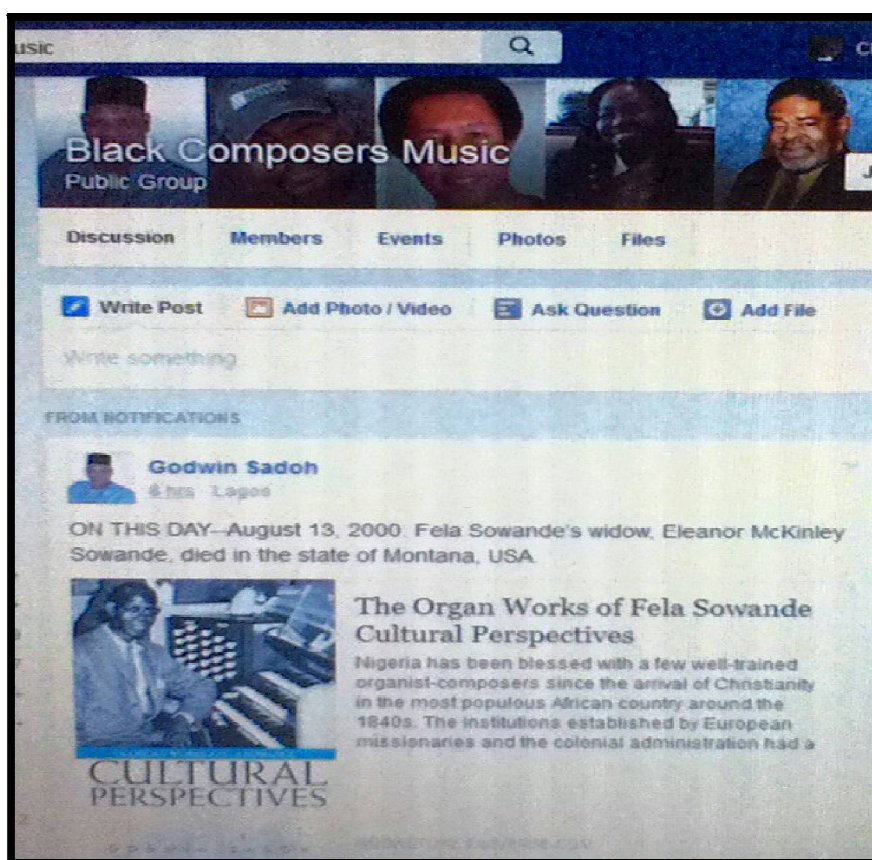 usic
Black Composers Music
Public Group
Discussion Members Events Photos Files
Write Post Add Photo / Video Ask Question Add File
Write something
FROM NOTIFICATIONS
Godwin Sadoh
6 hrs · Lagos
ON THIS DAY--August 13, 2000. Fela Sowande's widow, Eleanor McKinley
Sowande, died in the state of Montana, USA.
The Organ Works of Fela Sowande
Cultural Perspectives
Nigeria has been blessed with a few well-trained
organist-composers since the arrival of Christianity
in the most populous African country around the
1840s. The institutions established by European
missionaries and the colonial administration had a
CULTURAL
PERSPECTIVES